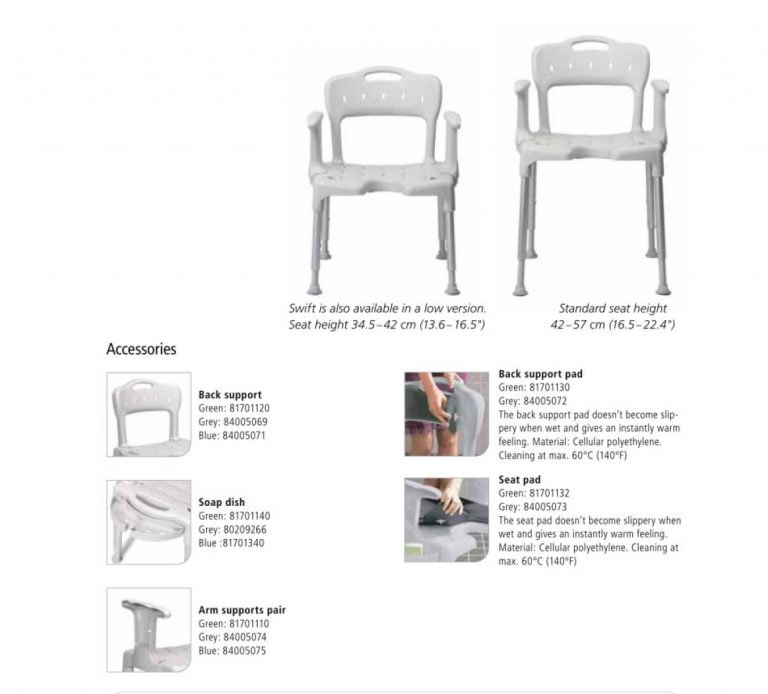 Swift is also available in a low version.
Seat height 34.5–42 cm (13.6–16.5")
Standard seat height
42–57 cm (16.5–22.4")
Accessories
Back support
Green: 81701120
Grey: 84005069
Blue: 84005071
Soap dish
Green: 81701140
Grey: 80209266
Blue :81701340
Arm supports pair
Green: 81701110
Grey: 84005074
Blue: 84005075
Back support pad
Green: 81701130
Grey: 84005072
The back support pad doesn't become slip-
pery when wet and gives an instantly warm
feeling. Material: Cellular polyethylene.
Cleaning at max. 60°C (140°F)
Seat pad
Green: 81701132
Grey: 84005073
The seat pad doesn't become slippery when
wet and gives an instantly warm feeling.
Material: Cellular polyethylene. Cleaning at
max. 60°C (140°F)